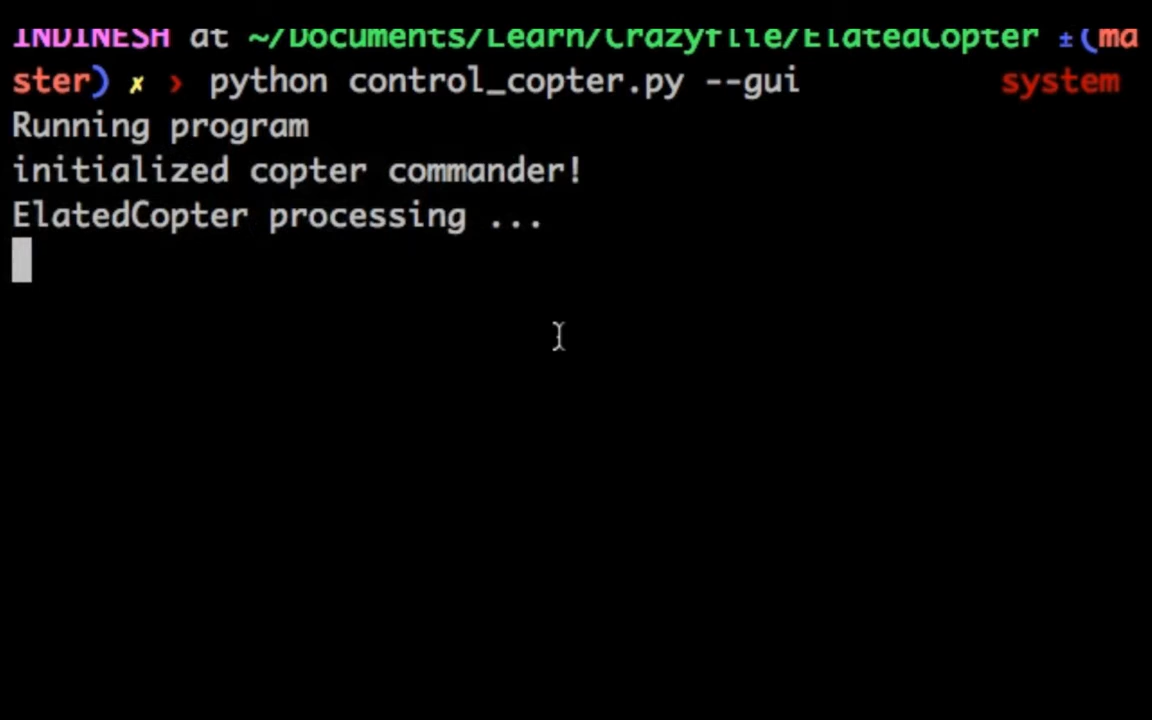 INDINESH at ~/Documents/Learn/Crazyflie/ElatedCopter ±(ma
ster) ✗ › python control_copter.py --gui system
Running program
initialized copter commander!
ElatedCopter processing ...